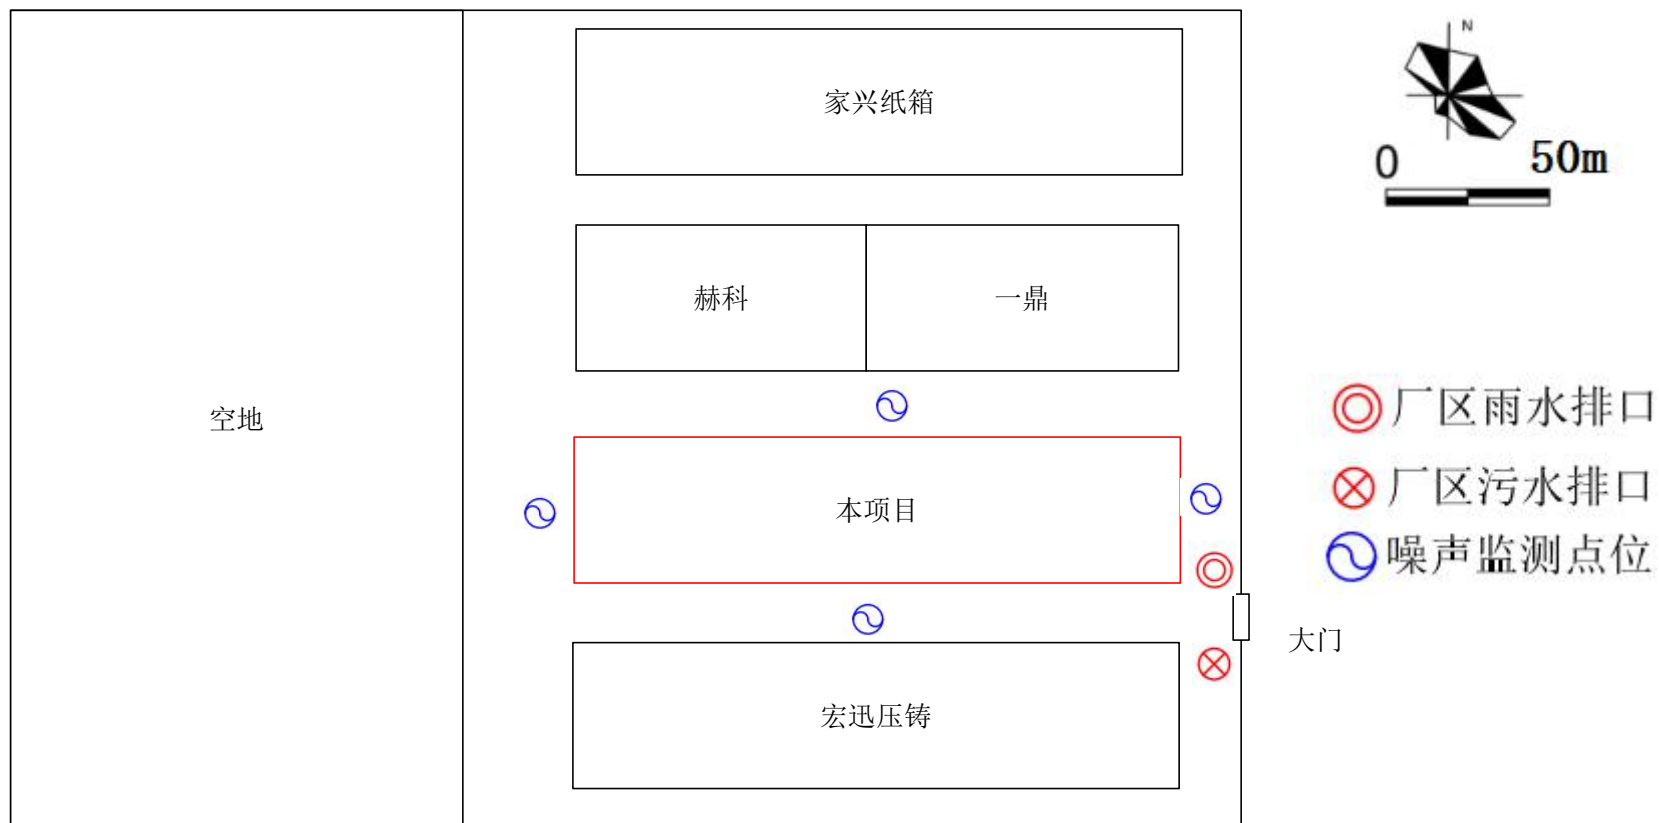 家兴纸箱
N
0 50m
赫科
一鼎
空地
厂区雨水排口
本项目
厂区污水排口
噪声监测点位
大门
宏迅压铸